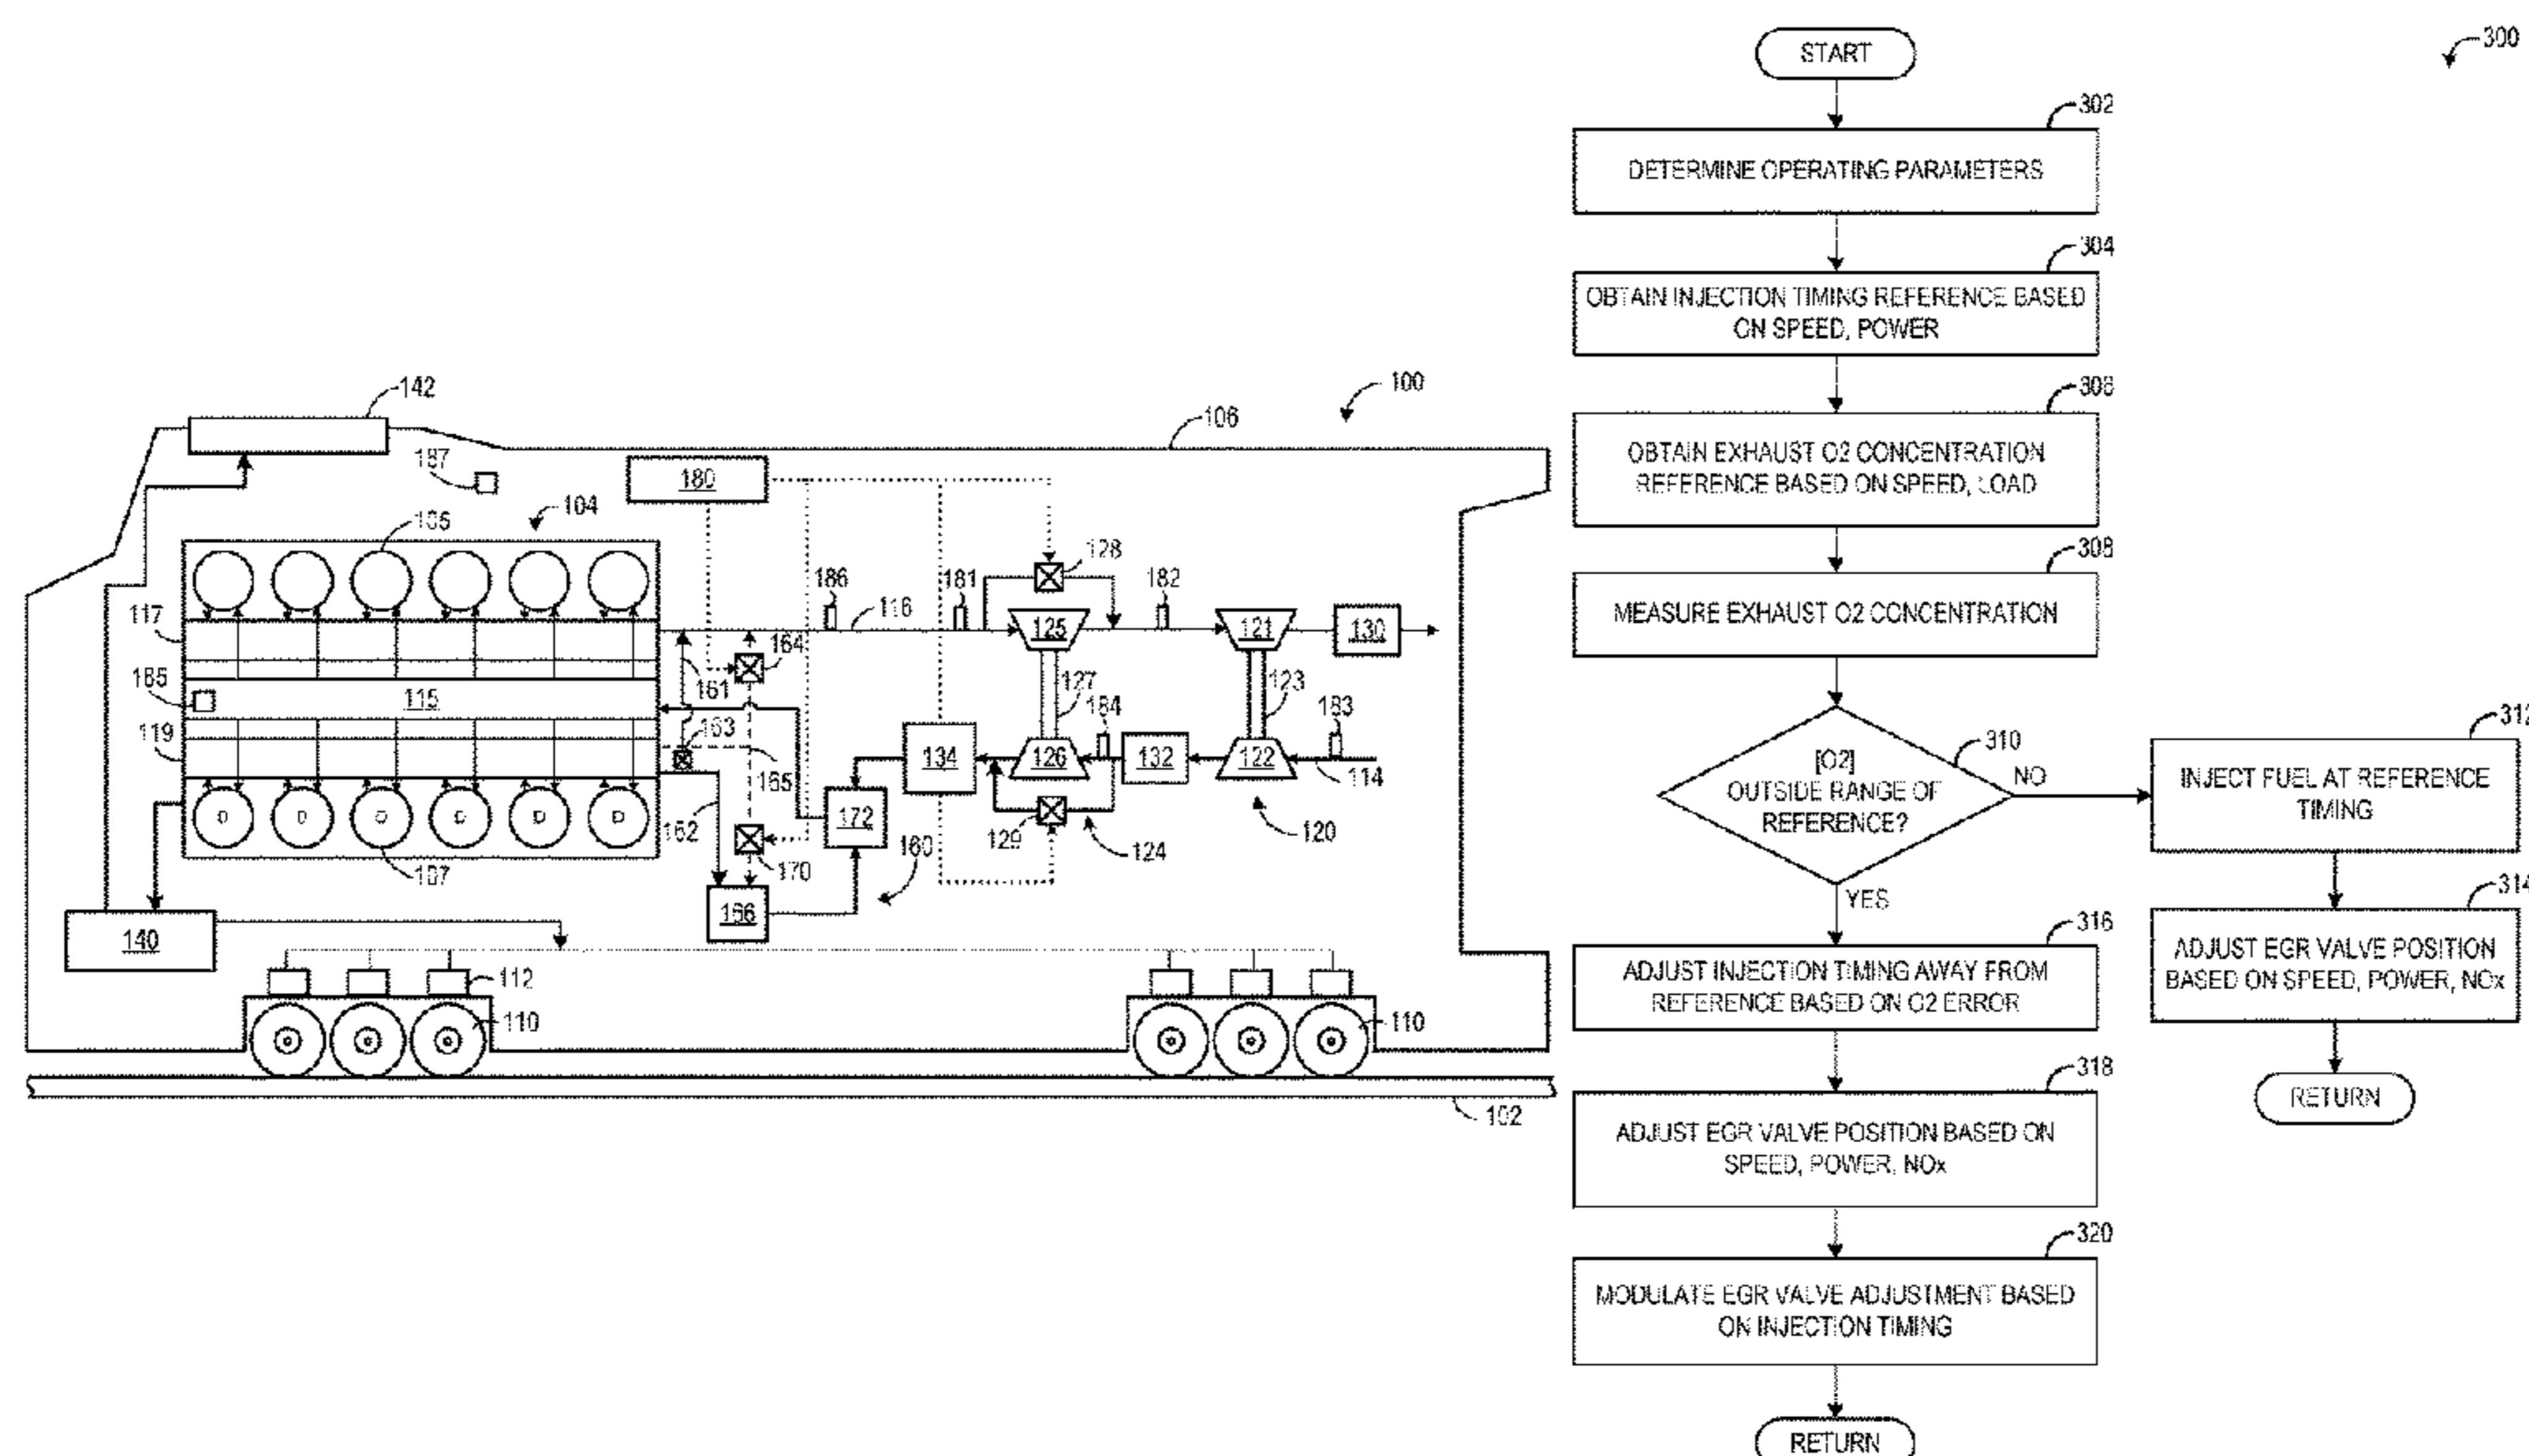 142
100
106
187
180
105
104
128
186
181
182
117
116
164
125
121
130
185
115
161
127
123
119
163
184
183
134
126
132
122
165
114
172
162
129
120
124
107
170
160
166
140
112
110
110
102
300
START
302
DETERMINE OPERATING PARAMETERS
304
OBTAIN INJECTION TIMING REFERENCE BASED
ON SPEED, POWER
OBTAIN EXHAUST O2 CONCENTRATION
REFERENCE BASED ON SPEED, LOAD
308
MEASURE EXHAUST O2 CONCENTRATION
310
[O2]
OUTSIDE RANGE OF
REFERENCE?
NO
312
INJECT FUEL AT REFERENCE
TIMING
YES
314
ADJUST EGR VALVE POSITION
BASED ON SPEED, POWER, NOx
RETURN
316
ADJUST INJECTION TIMING AWAY FROM
REFERENCE BASED ON O2 ERROR
318
ADJUST EGR VALVE POSITION BASED ON
SPEED, POWER, NOx
320
MODULATE EGR VALVE ADJUSTMENT BASED
ON INJECTION TIMING
RETURN